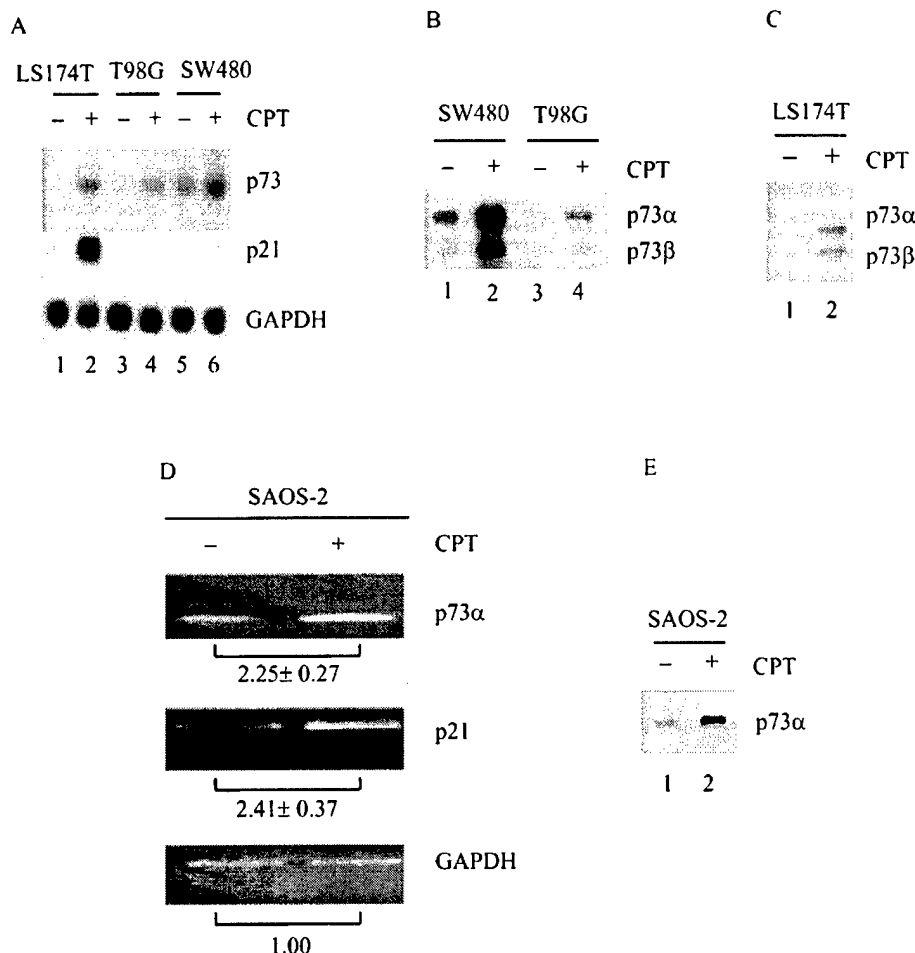 A
LS174T T98G SW480
– + – + – + CPT
p73
p21
GAPDH
1 2 3 4 5 6
B
SW480 T98G
– + – + CPT
p73α
p73β
1 2 3 4
C
LS174T
– + CPT
p73α
p73β
1 2
D
SAOS-2
– + CPT
p73α
2.25± 0.27
p21
2.41± 0.37
GAPDH
1.00
E
SAOS-2
– + CPT
p73α
1 2